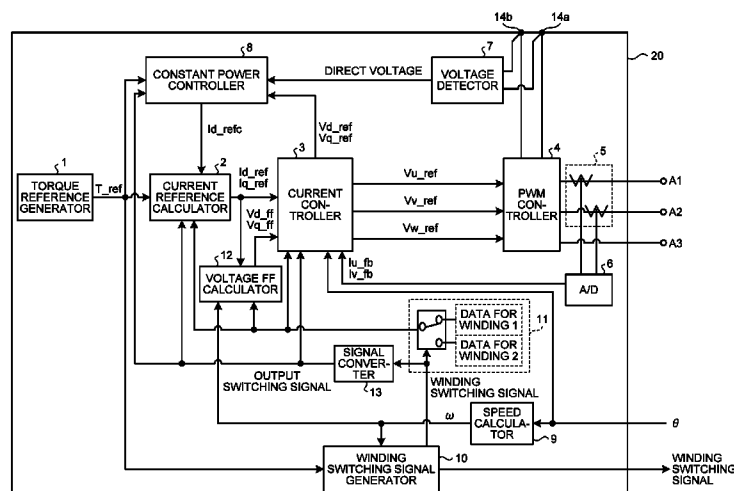 14b
14a
8
7
20
CONSTANT POWER
CONTROLLER
DIRECT VOLTAGE
VOLTAGE
DETECTOR
Id_refc
Vd_ref
Vq_ref
1
2
3
4
5
TORQUE
REFERENCE
GENERATOR
T_ref
CURRENT
REFERENCE
CALCULATOR
Id_ref
Iq_ref
Vd_ff
Vq_ff
CURRENT
CON-
TROLLER
Vu_ref
Vv_ref
Vw_ref
PWM
CON-
TROLLER
A1
A2
A3
12
VOLTAGE FF
CALCULATOR
Iu_fb
Iv_fb
6
A/D
DATA FOR
WINDING 1
DATA FOR
WINDING 2
11
OUTPUT
SWITCHING SIGNAL
SIGNAL
CONVER-
TER
13
WINDING
SWITCHING SIGNAL
ω
SPEED
CALCULA-
TOR
9
θ
WINDING
SWITCHING SIGNAL
GENERATOR
10
WINDING
SWITCHING
SIGNAL